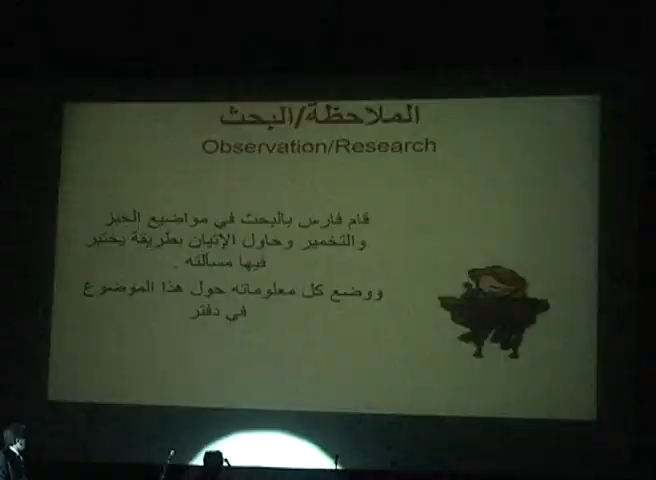 الملاحظة/البحث
Observation/Research
قام فارس بالبحث في مواضيع الخبز
والتخمير وحاول الإتيان بطريقة يختبر
فيها مسألته .
ووضع كل معلوماته حول هذا الموضوع
في دفتر